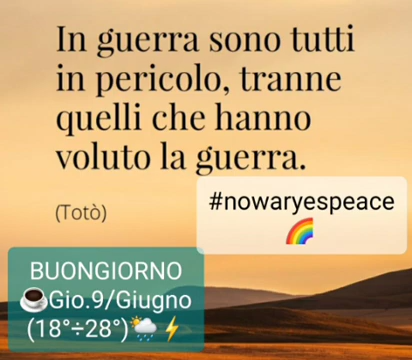 In guerra sono tutti
in pericolo, tranne
quelli che hanno
voluto la guerra.
(Totò)
#nowaryespeace
🌈
BUONGIORNO
☕Gio.9/Giugno
(18°÷28°)🌦️⚡